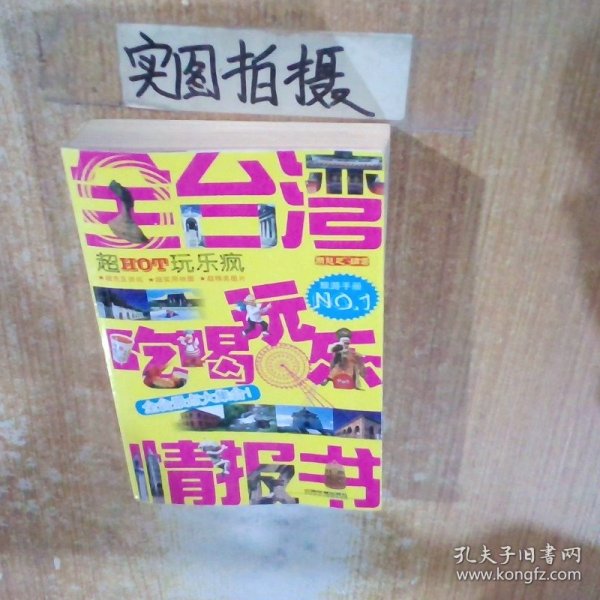 实图拍摄
全台湾
超HOT玩乐疯
旅游手册
NO.1
吃喝玩乐
情报书
孔夫子旧书网
www.kongfz.com